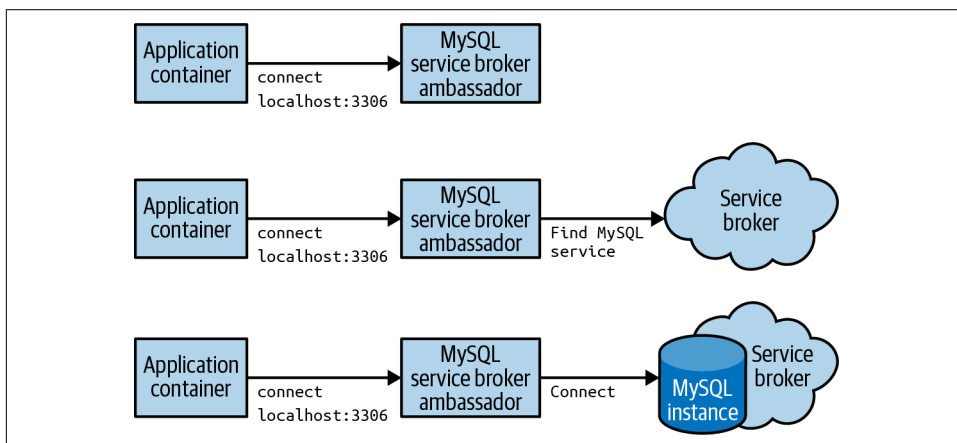 Application
container
connect
localhost:3306
MySQL
service broker
ambassador
Application
container
connect
localhost:3306
MySQL
service broker
ambassador
Find MySQL
service
Service
broker
Application
container
connect
localhost:3306
MySQL
service broker
ambassador
Connect
MySQL
instance
Service
broker